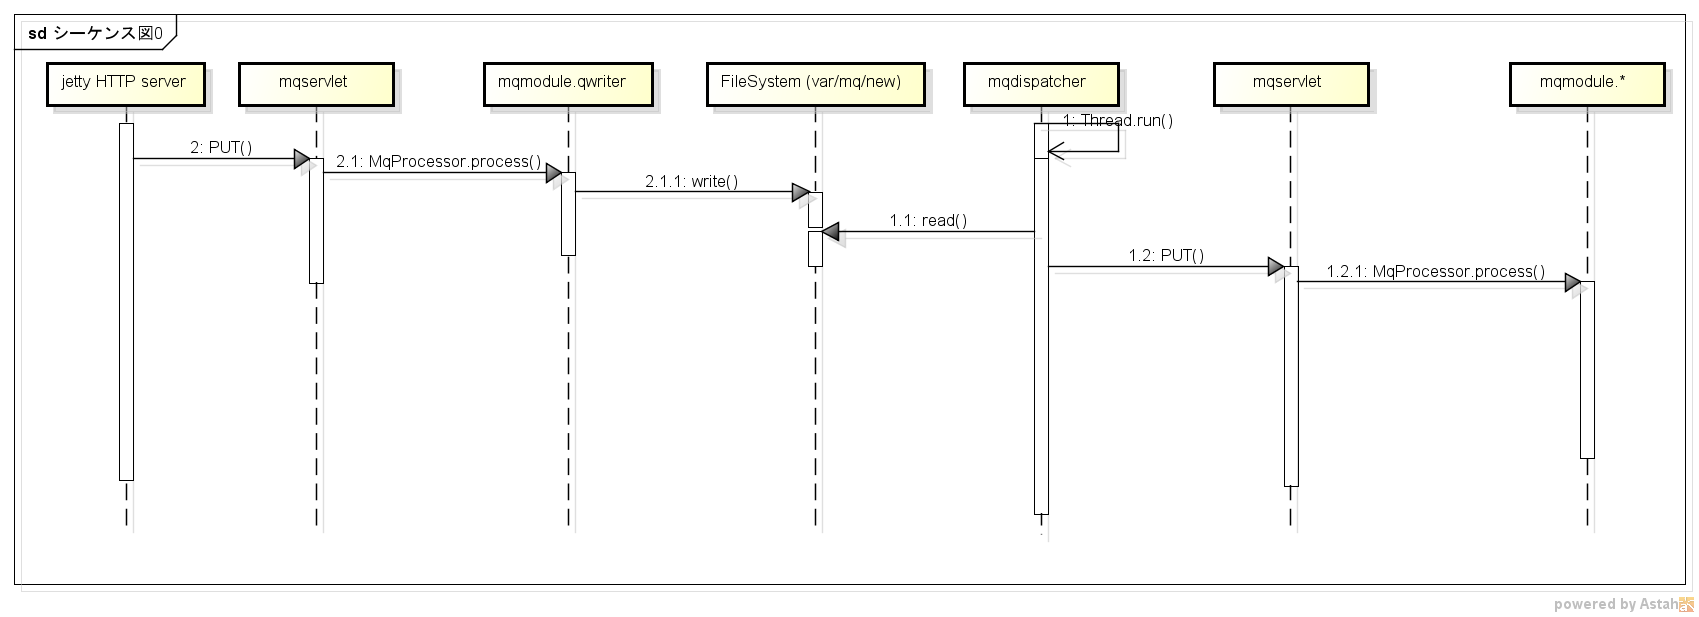 sd シーケンス図0
jetty HTTP server
mqservlet
mqmodule.qwriter
FileSystem (var/mq/new)
mqdispatcher
mqservlet
mqmodule.*
1: Thread.run()
2: PUT()
2.1: MqProcessor.process()
2.1.1: write()
1.1: read()
1.2: PUT()
1.2.1: MqProcessor.process()
powered by Astah